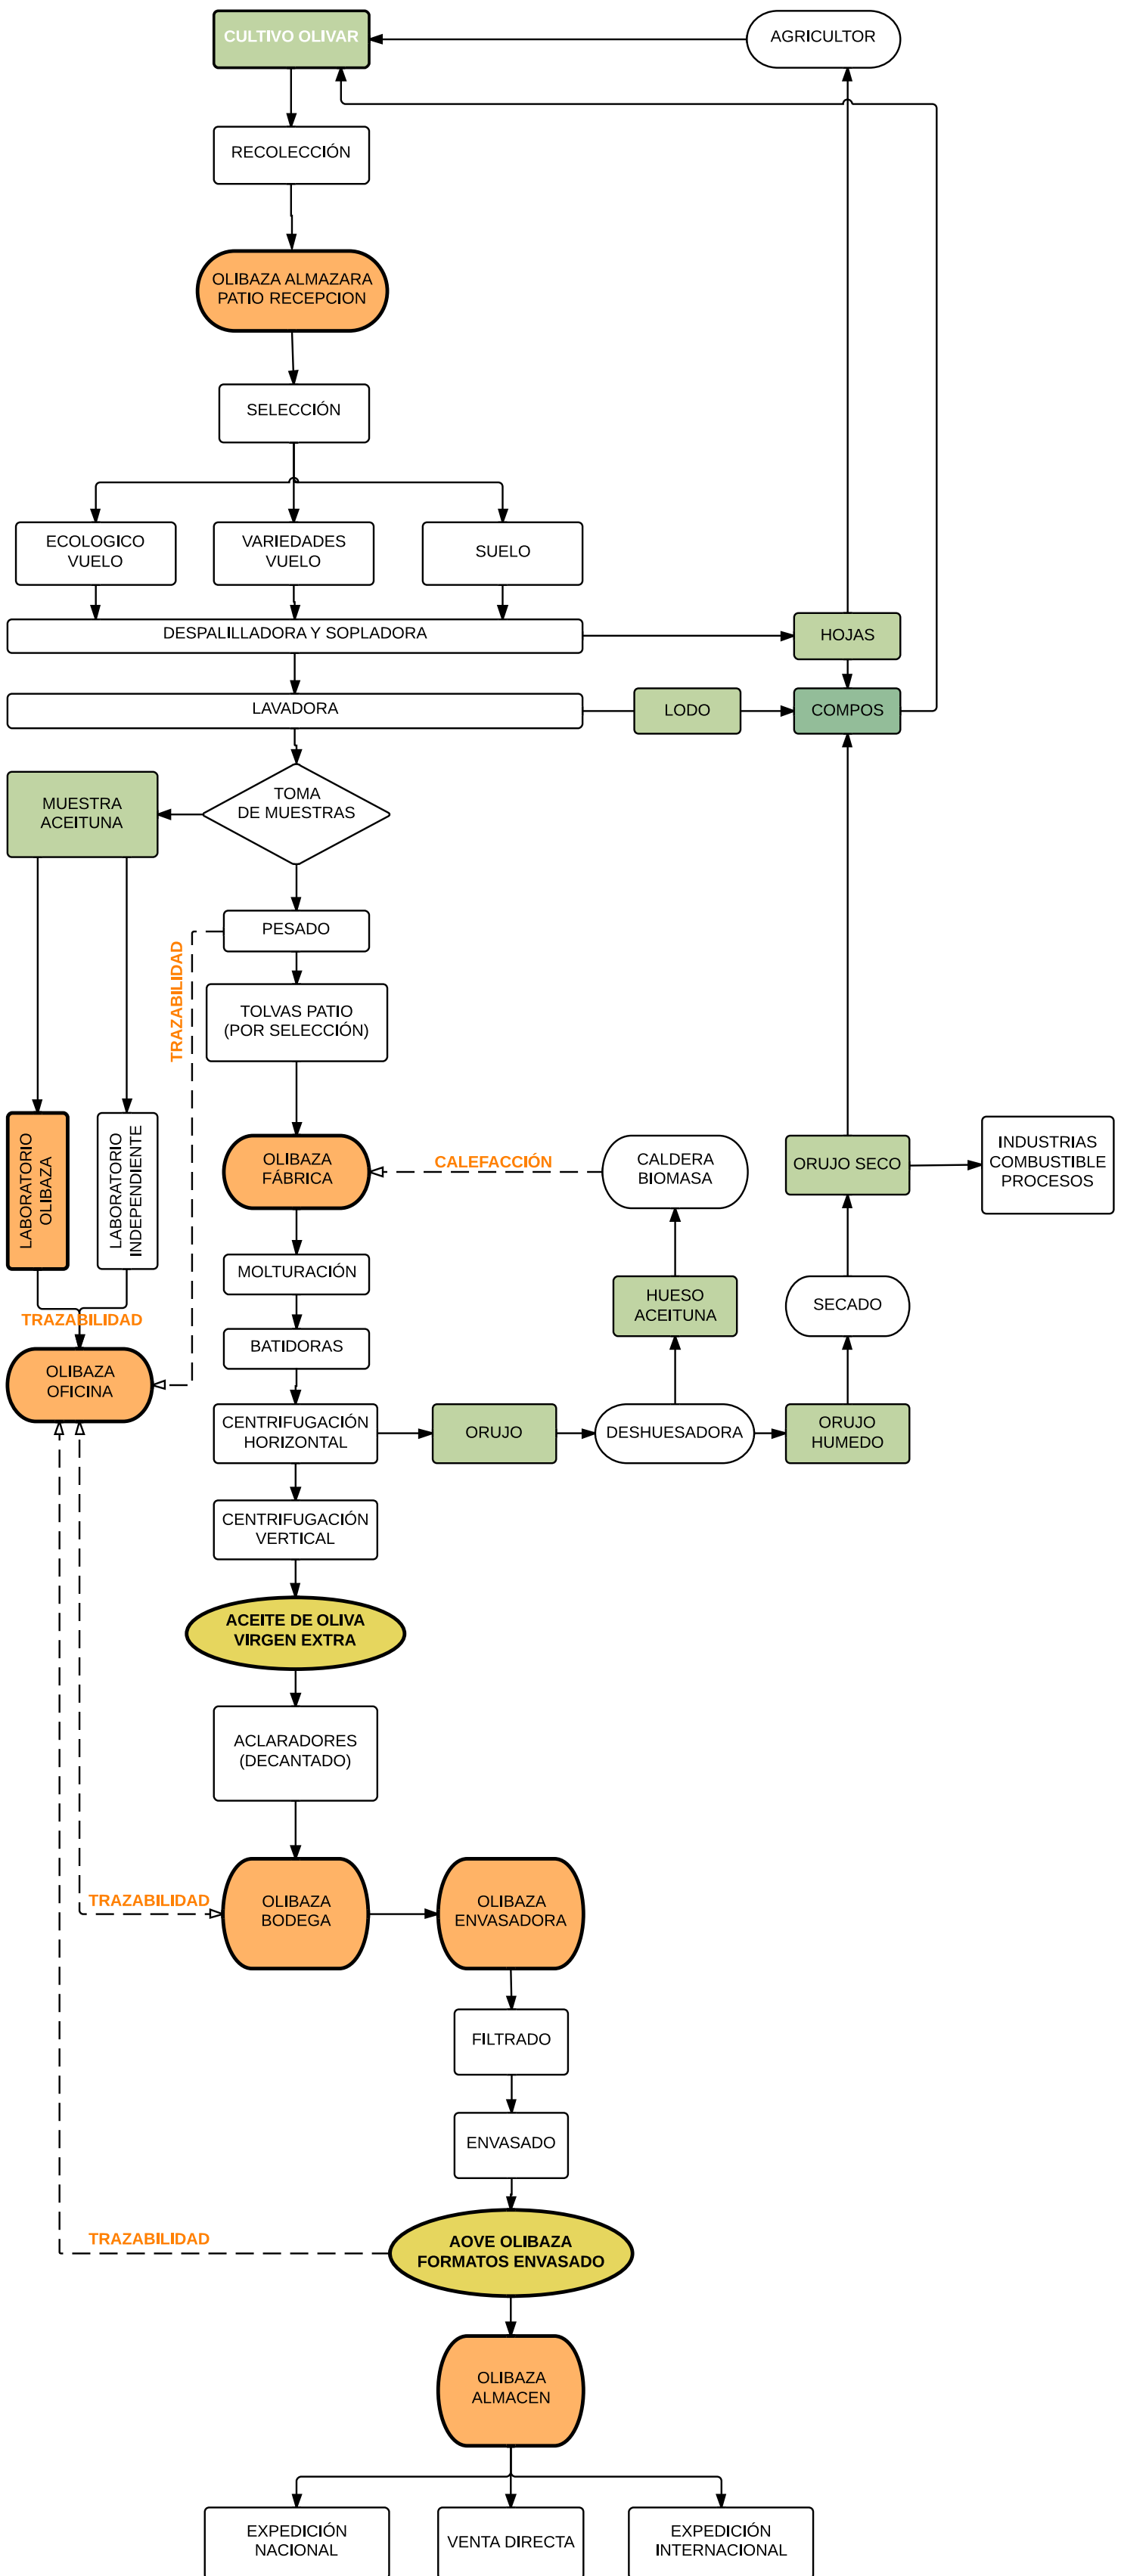 CULTIVO OLIVAR
AGRICULTOR
RECOLECCIÓN
OLIBAZA ALMAZARA
PATIO RECEPCION
SELECCIÓN
ECOLOGICO
VUELO
VARIEDADES
VUELO
SUELO
DESPALILLADORA Y SOPLADORA
HOJAS
LAVADORA
LODO
COMPOS
TOMA
DE MUESTRAS
MUESTRA
ACEITUNA
PESADO
TRAZABILIDAD
TOLVAS PATIO
(POR SELECCIÓN)
LABORATORIO
OLIBAZA
LABORATORIO
INDEPENDIENTE
OLIBAZA
FÁBRICA
CALEFACCIÓN
CALDERA
BIOMASA
ORUJO SECO
INDUSTRIAS
COMBUSTIBLE
PROCESOS
MOLTURACIÓN
HUESO
ACEITUNA
SECADO
TRAZABILIDAD
BATIDORAS
OLIBAZA
OFICINA
CENTRIFUGACIÓN
HORIZONTAL
ORUJO
DESHUESADORA
ORUJO
HUMEDO
CENTRIFUGACIÓN
VERTICAL
ACEITE DE OLIVA
VIRGEN EXTRA
ACLARADORES
(DECANTADO)
TRAZABILIDAD
OLIBAZA
BODEGA
OLIBAZA
ENVASADORA
FILTRADO
ENVASADO
TRAZABILIDAD
AOVE OLIBAZA
FORMATOS ENVASADO
OLIBAZA
ALMACEN
EXPEDICIÓN
NACIONAL
VENTA DIRECTA
EXPEDICIÓN
INTERNACIONAL